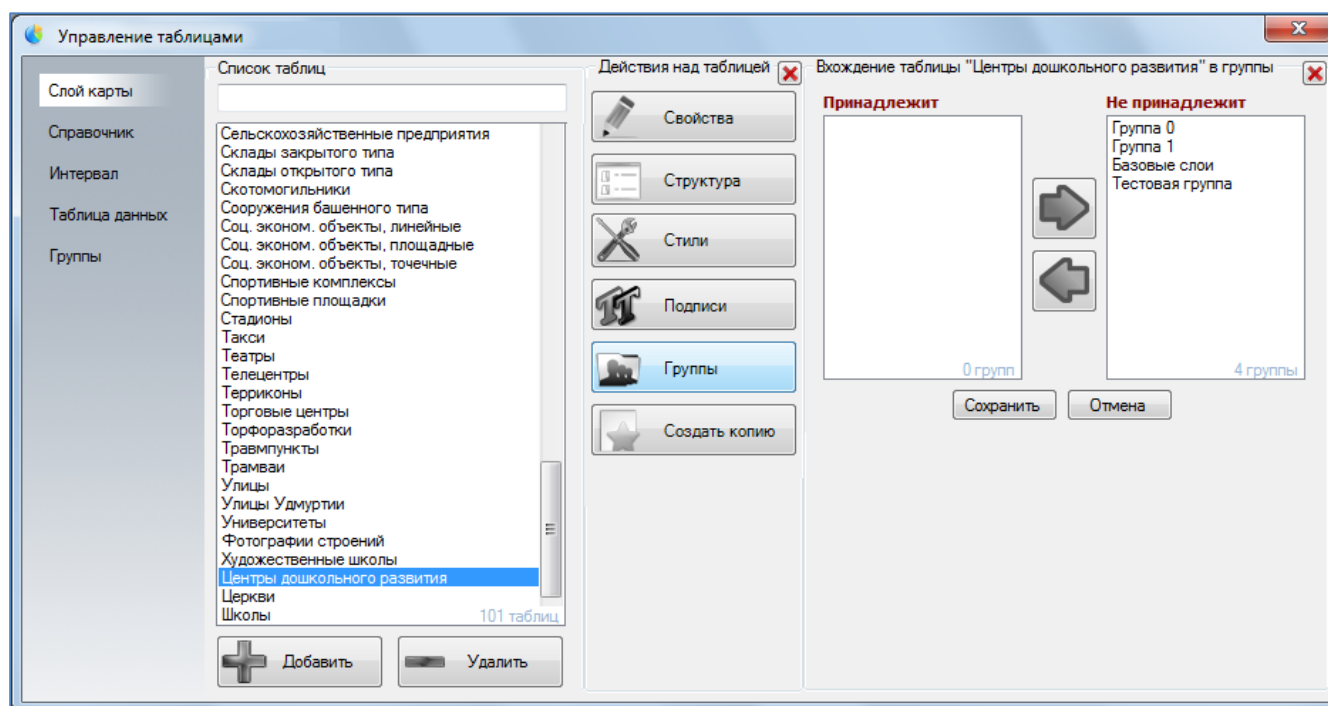 Управление таблицами
Слой карты
Справочник
Интервал
Таблица данных
Группы
Список таблиц
Сельскохозяйственные предприятия
Склады закрытого типа
Склады открытого типа
Скотомогильники
Сооружения башенного типа
Соц. эконом. объекты, линейные
Соц. эконом. объекты, площадные
Соц. эконом. объекты, точечные
Спортивные комплексы
Спортивные площадки
Стадионы
Такси
Театры
Телецентры
Терриконы
Торговые центры
Торфоразработки
Травмпункты
Трамваи
Улицы
Улицы Удмуртии
Университеты
Фотографии строений
Художественные школы
Центры дошкольного развития
Церкви
Школы
101 таблиц
Добавить
Удалить
Действия над таблицей
Свойства
Структура
Стили
Подписи
Группы
Создать копию
Вхождение таблицы "Центры дошкольного развития" в группы
Принадлежит
0 групп
Не принадлежит
Группа 0
Группа 1
Базовые слои
Тестовая группа
4 группы
Сохранить
Отмена